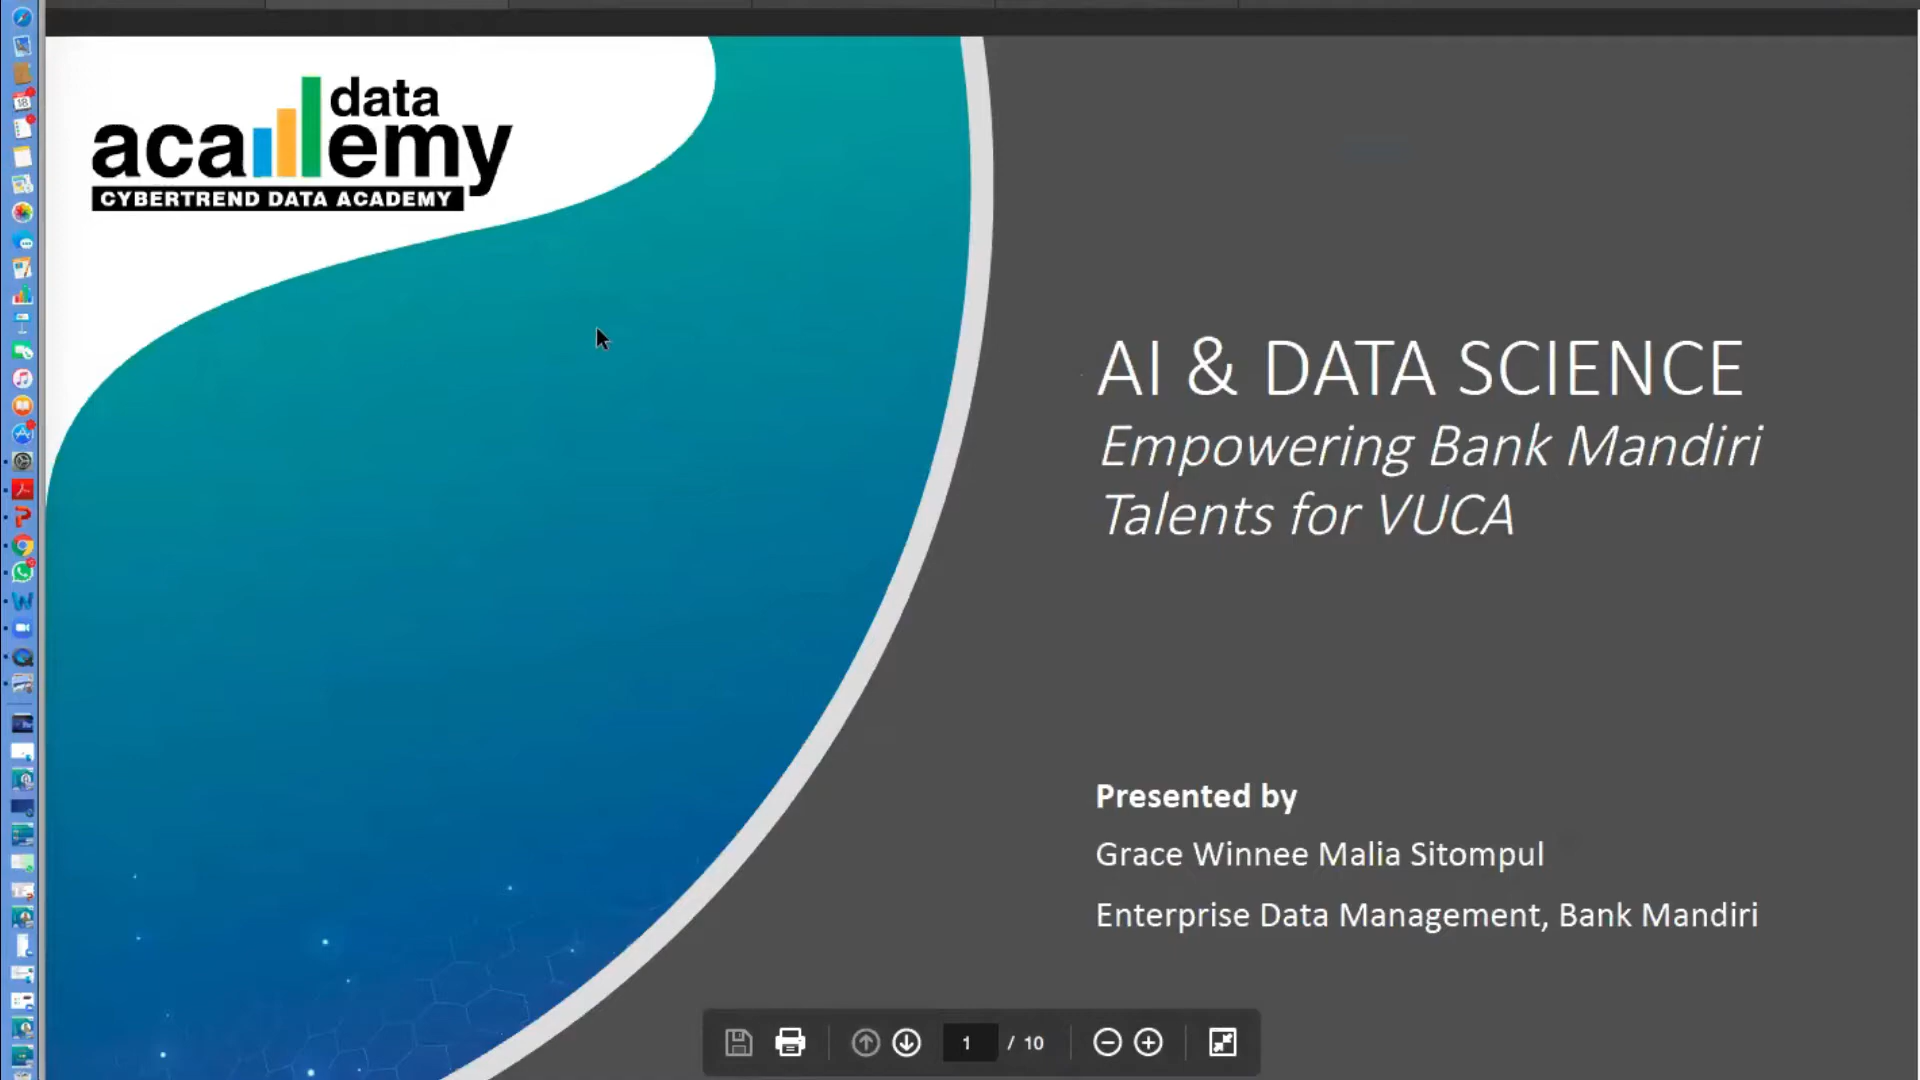 data
academy
CYBERTREND DATA ACADEMY
AI & DATA SCIENCE
Empowering Bank Mandiri
Talents for VUCA
Presented by
Grace Winnee Malia Sitompul
Enterprise Data Management, Bank Mandiri
1 / 10